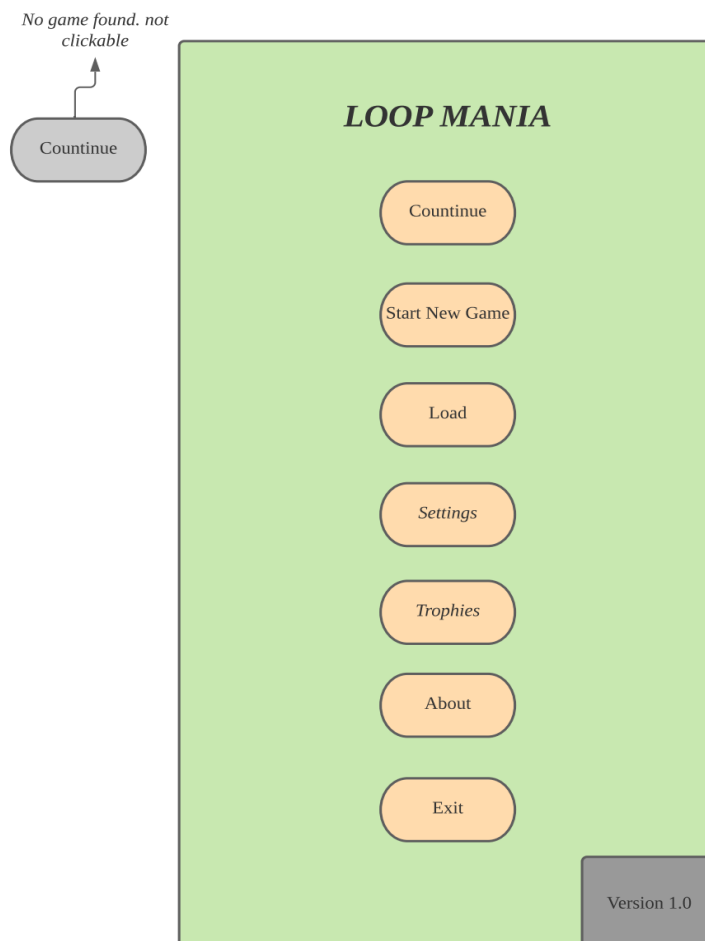 No game found. not
clickable
Countinue
LOOP MANIA
Countinue
Start New Game
Load
Settings
Trophies
About
Exit
Version 1.0